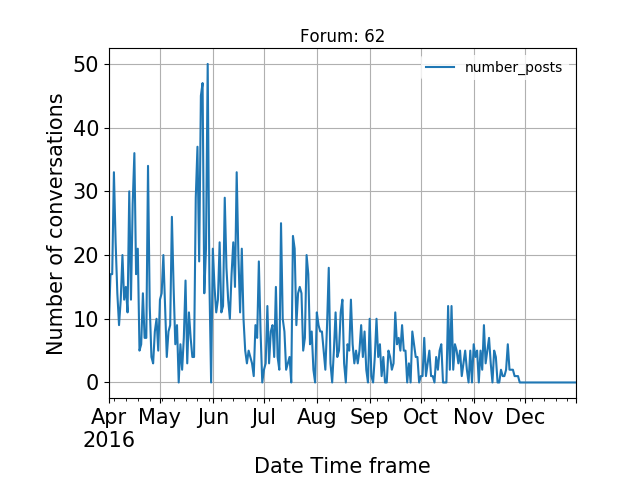 Forum: 62
number_posts
Number of conversations
50
40
30
20
10
0
Apr May Jun Jul Aug Sep Oct Nov Dec
2016
Date Time frame